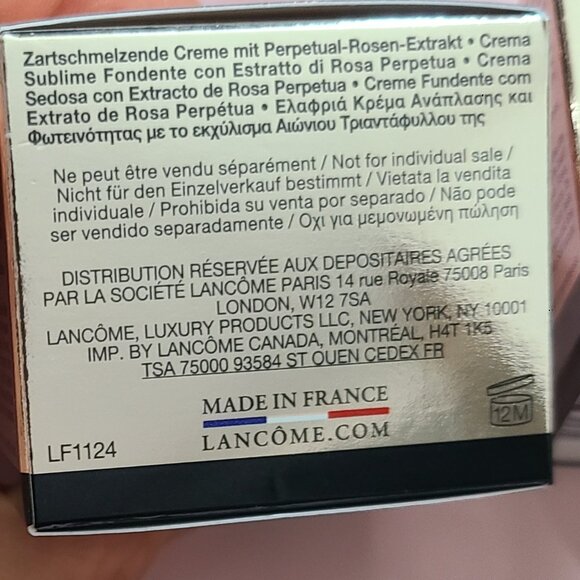 Zartschmelzende Creme mit Perpetual-Rosen-Extrakt • Crema
Sublime Fondente con Estratto di Rosa Perpetua • Crema
Sedosa con Extracto de Rosa Perpetua • Creme Fundente com
Extrato de Rosa Perpétua • Ελαφριά Κρέμα Ανάπλασης και
Φωτεινότητας με το εκχύλισμα Αιώνιου Τριαντάφυλλου της
Ne peut être vendu séparément / Not for individual sale /
Nicht für den Einzelverkauf bestimmt / Vietata la vendita
individuale / Prohibida su venta por separado / Não pode
ser vendido separadamente / Οχι για μεμονωμένη πώληση
DISTRIBUTION RÉSERVÉE AUX DEPOSITAIRES AGRÉES
PAR LA SOCIÉTÉ LANCÔME PARIS 14 rue Royale 75008 Paris
LONDON, W12 7SA
LANCÔME, LUXURY PRODUCTS LLC, NEW YORK, NY 10001
IMP. BY LANCÔME CANADA, MONTRÉAL, H4T 1K5
TSA 75000 93584 ST OUEN CEDEX FR
MADE IN FRANCE
LANCÔME.COM
LF1124
12M